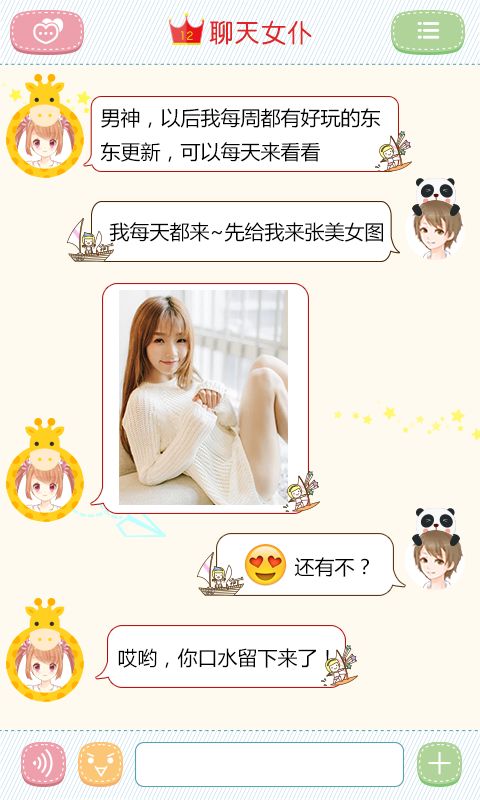 12
聊天女仆
男神，以后我每周都有好玩的东
东更新，可以每天来看看
我每天都来~先给我来张美女图
还有不？
哎哟，你口水留下来了！